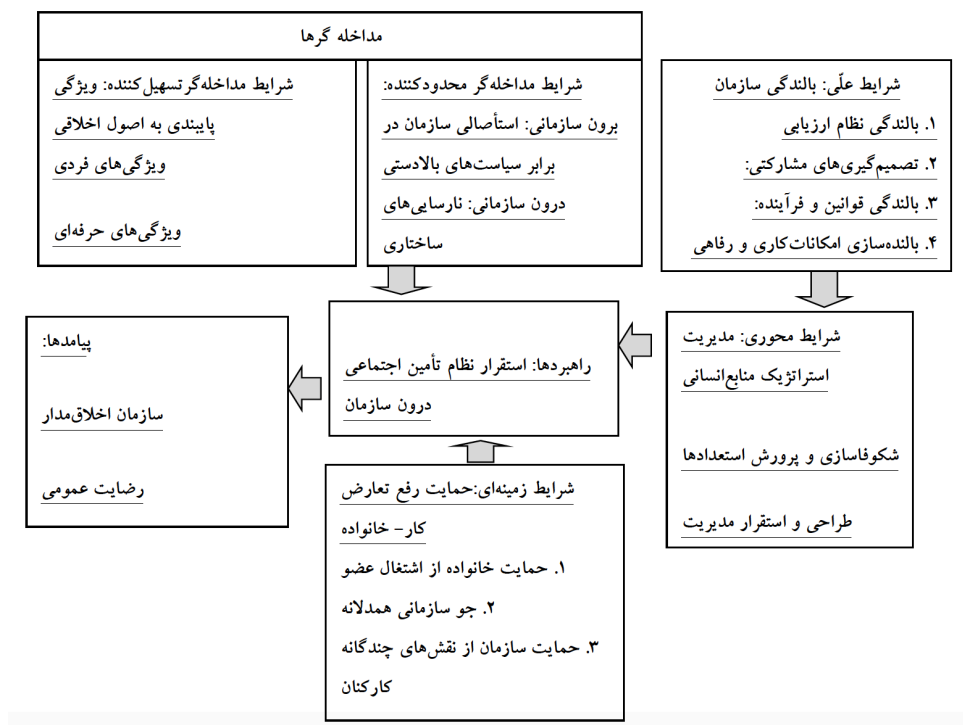 مداخله گرها
شرایط علّی: بالندگی سازمان
۱. بالندگی نظام ارزیابی
۲. تصمیم‌گیری‌های مشارکتی:
۳. بالندگی قوانین و فرآینده:
۴. بالنده‌سازی امکانات‌کاری و رفاهی
شرایط مداخله‌گر محدودکننده:
برون سازمانی: استأصالی سازمان در
برابر سیاست‌های بالادستی
درون سازمانی: نارسایی‌های
ساختاری
شرایط مداخله‌گر تسهیل‌کننده: ویژگی
پایبندی به اصول اخلاقی
ویژگی‌های فردی
ویژگی‌های حرفه‌ای
شرایط محوری: مدیریت
استراتژیک منابع‌انسانی
شکوفاسازی و پرورش استعدادها
طراحی و استقرار مدیریت
راهبردها: استقرار نظام تأمین اجتماعی
درون سازمان
پیامدها:
سازمان اخلاق‌مدار
رضایت عمومی
شرایط زمینه‌ای:حمایت رفع تعارض
کار- خانواده
۱. حمایت خانواده از اشتغال عضو
۲. جو سازمانی همدلانه
۳. حمایت سازمان از نقش‌های چندگانه
کارکنان